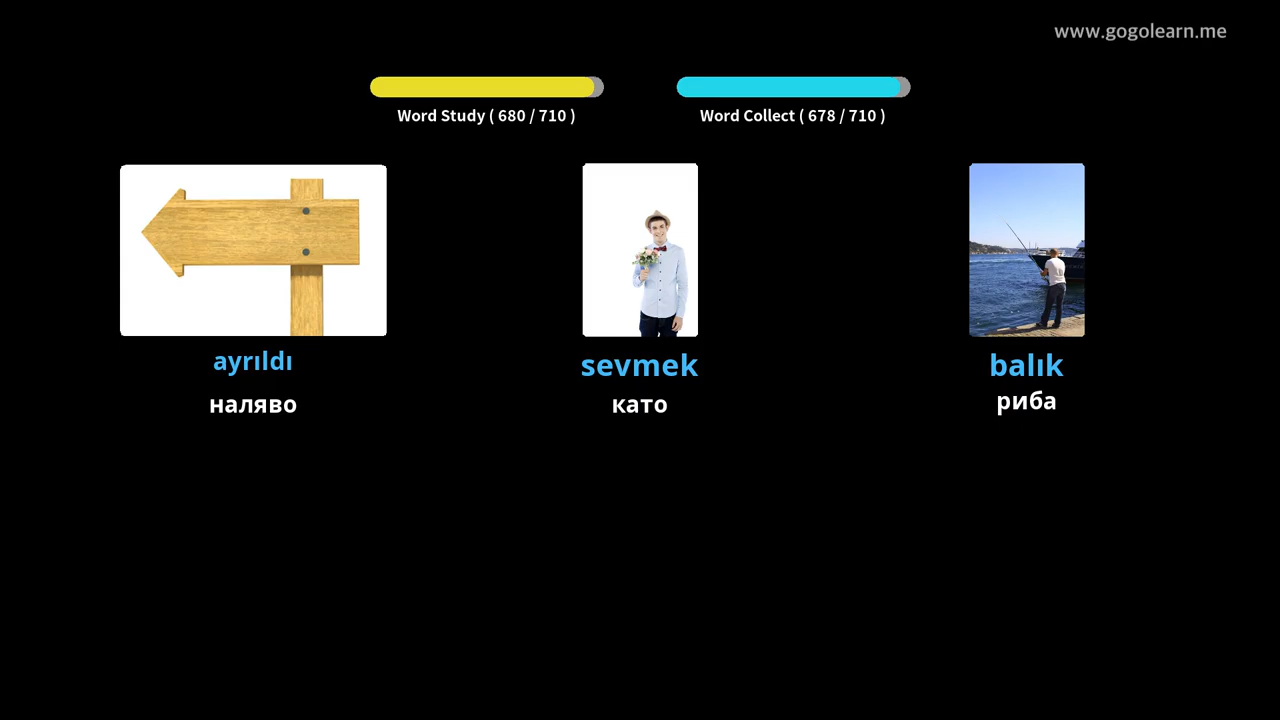 www.gogolearn.me
Word Study ( 680 / 710 )
Word Collect ( 678 / 710 )
ayrıldı
sevmek
balık
наляво
като
риба